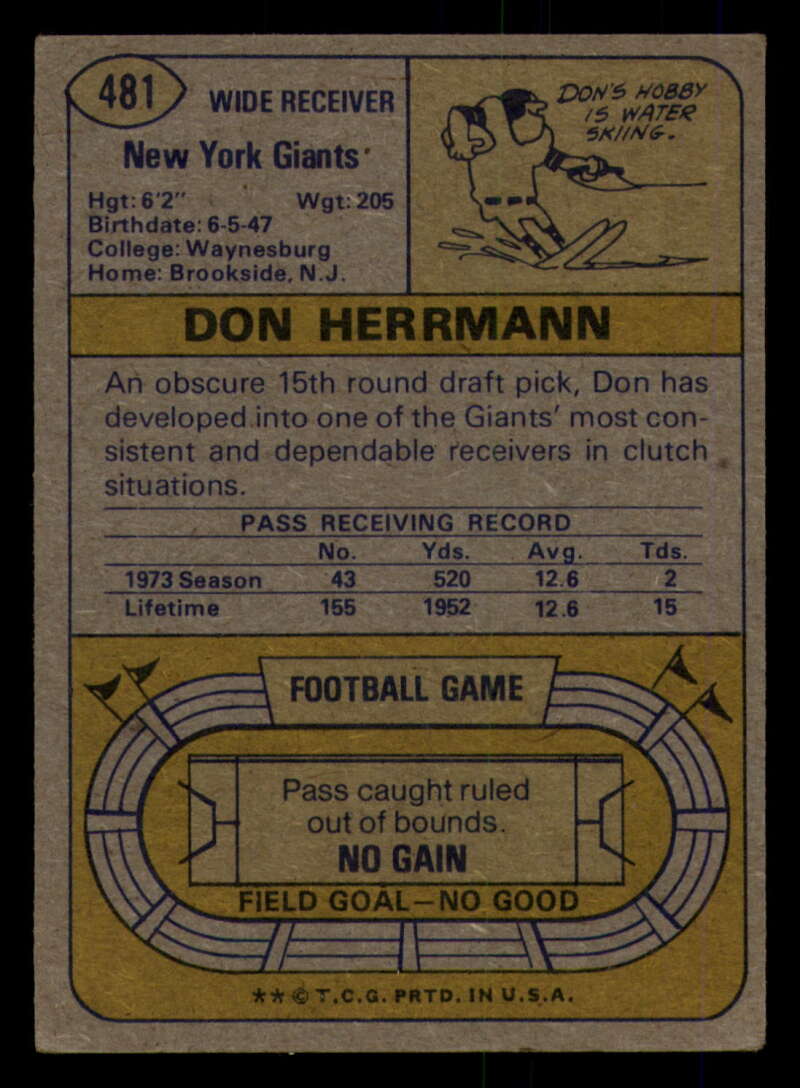 481
WIDE RECEIVER
New York Giants
Hgt: 6'2" Wgt: 205
Birthdate: 6-5-47
College: Waynesburg
Home: Brookside, N.J.
DON'S HOBBY
IS WATER
SKIING.
DON HERRMANN
An obscure 15th round draft pick, Don has
developed into one of the Giants' most con-
sistent and dependable receivers in clutch
situations.
PASS RECEIVING RECORD
No. Yds. Avg. Tds.
1973 Season 43 520 12.6 2
Lifetime 155 1952 12.6 15
FOOTBALL GAME
Pass caught ruled
out of bounds.
NO GAIN
FIELD GOAL—NO GOOD
** © T.C.G. PRTD. IN U.S.A.